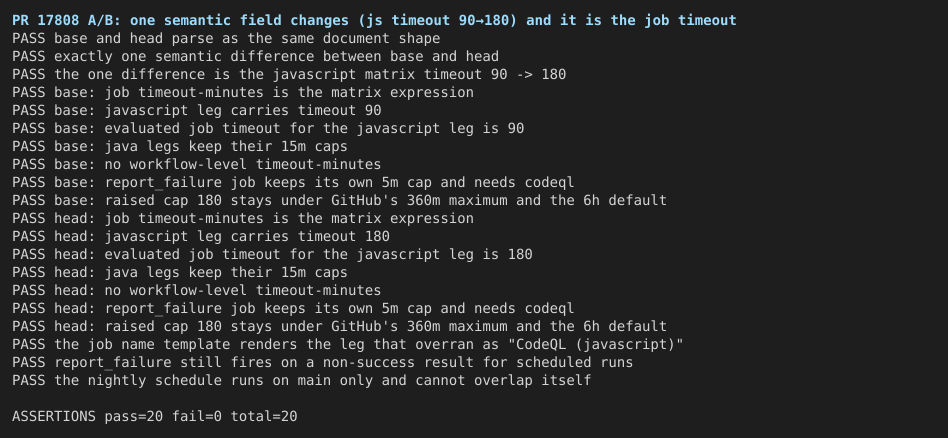 PR 17808 A/B: one semantic field changes (js timeout 90→180) and it is the job timeout
PASS base and head parse as the same document shape
PASS exactly one semantic difference between base and head
PASS the one difference is the javascript matrix timeout 90 -> 180
PASS base: job timeout-minutes is the matrix expression
PASS base: javascript leg carries timeout 90
PASS base: evaluated job timeout for the javascript leg is 90
PASS base: java legs keep their 15m caps
PASS base: no workflow-level timeout-minutes
PASS base: report_failure job keeps its own 5m cap and needs codeql
PASS base: raised cap 180 stays under GitHub's 360m maximum and the 6h default
PASS head: job timeout-minutes is the matrix expression
PASS head: javascript leg carries timeout 180
PASS head: evaluated job timeout for the javascript leg is 180
PASS head: java legs keep their 15m caps
PASS head: no workflow-level timeout-minutes
PASS head: report_failure job keeps its own 5m cap and needs codeql
PASS head: raised cap 180 stays under GitHub's 360m maximum and the 6h default
PASS the job name template renders the leg that overran as "CodeQL (javascript)"
PASS report_failure still fires on a non-success result for scheduled runs
PASS the nightly schedule runs on main only and cannot overlap itself
ASSERTIONS pass=20 fail=0 total=20